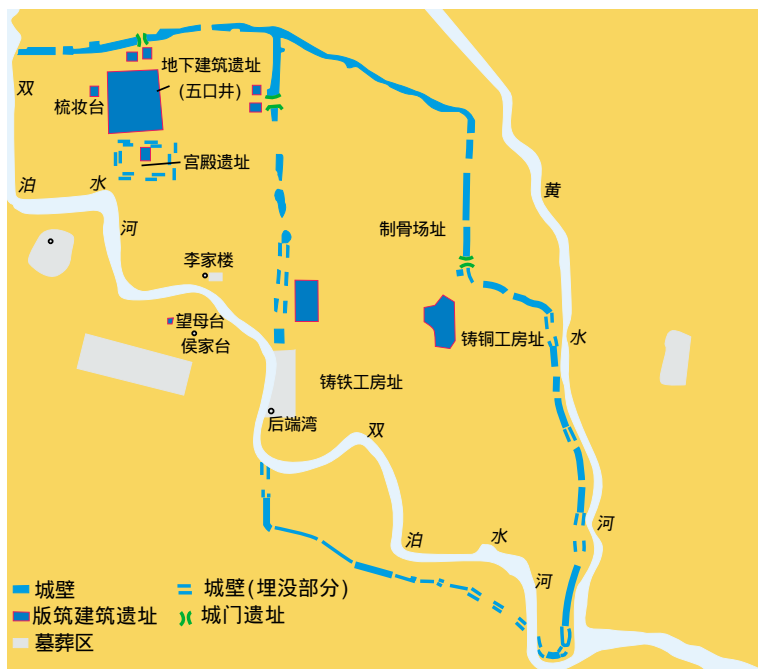 地下建筑遗址
(五口井)
双
梳妆台
宫殿遗址
泊
水
黄
河
制骨场址
李家楼
望母台
铸铜工房址
水
侯家台
铸铁工房址
后端湾
双
河
泊
水
河
城壁
城壁(埋没部分)
版筑建筑遗址
城门遗址
墓葬区